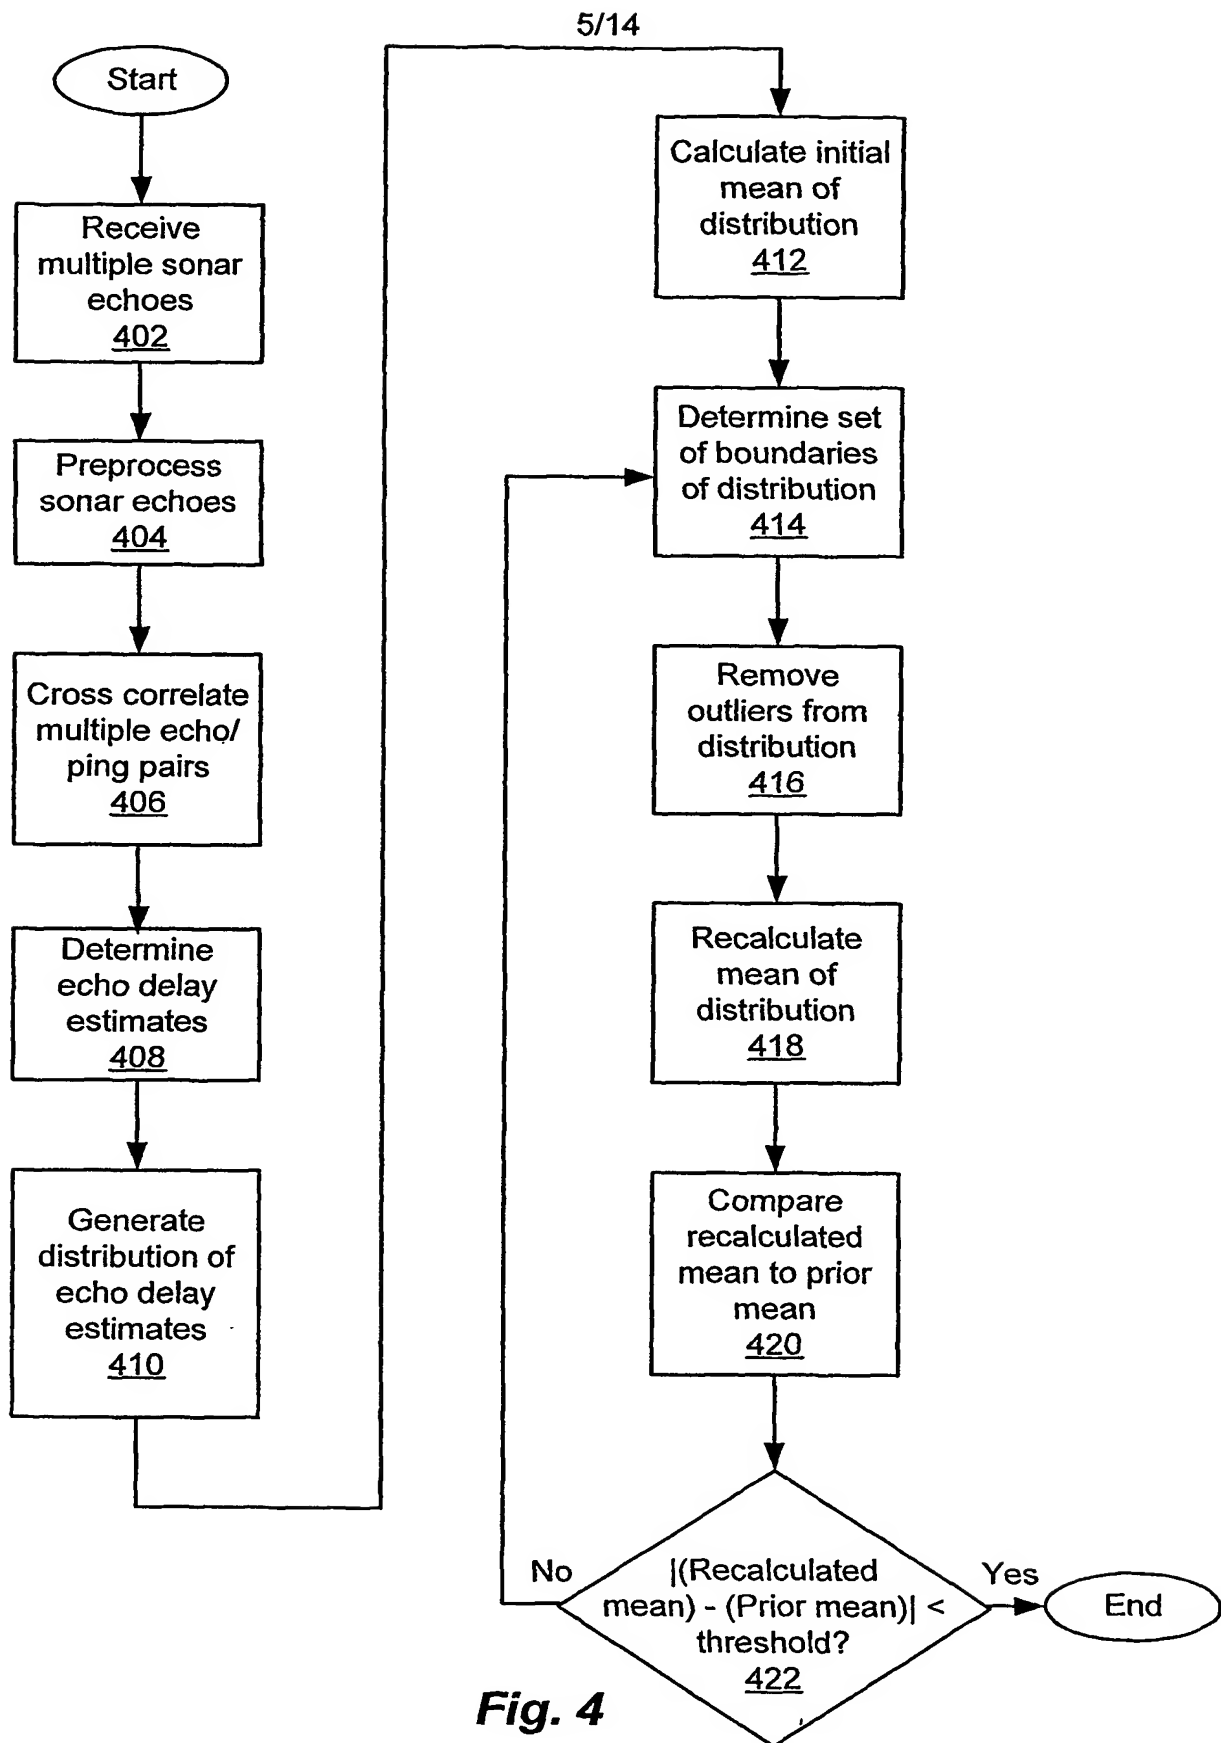 5/14
Start
Receive
multiple sonar
echoes
402
Preprocess
sonar echoes
404
Cross correlate
multiple echo/
ping pairs
406
Determine
echo delay
estimates
408
Generate
distribution of
echo delay
estimates
410
Calculate initial
mean of
distribution
412
Determine set
of boundaries
of distribution
414
Remove
outliers from
distribution
416
Recalculate
mean of
distribution
418
Compare
recalculated
mean to prior
mean
420
No
|(Recalculated
mean) - (Prior mean)| <
threshold?
422
Yes
End
Fig. 4